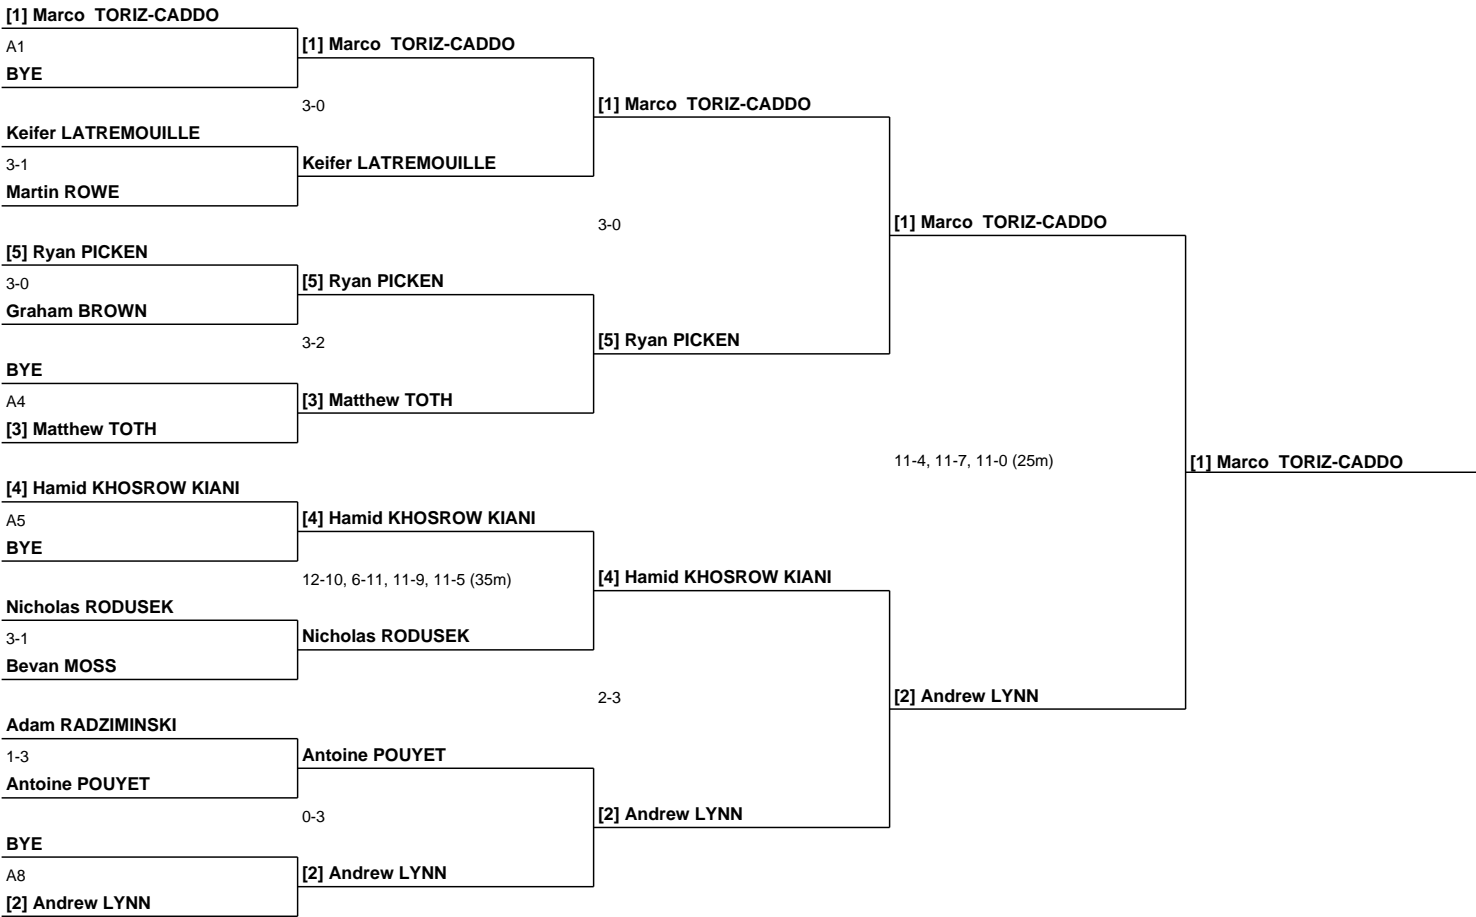 [1] Marco  TORIZ-CADDO
A1
BYE
[1] Marco  TORIZ-CADDO
3-0
Keifer LATREMOUILLE
3-1
Martin ROWE
Keifer LATREMOUILLE
[1] Marco  TORIZ-CADDO
3-0
[5] Ryan PICKEN
3-0
Graham BROWN
[5] Ryan PICKEN
3-2
BYE
A4
[3] Matthew TOTH
[3] Matthew TOTH
[5] Ryan PICKEN
[1] Marco  TORIZ-CADDO
11-4, 11-7, 11-0 (25m)
[1] Marco  TORIZ-CADDO
[4] Hamid KHOSROW KIANI
A5
BYE
[4] Hamid KHOSROW KIANI
12-10, 6-11, 11-9, 11-5 (35m)
Nicholas RODUSEK
3-1
Bevan MOSS
Nicholas RODUSEK
[4] Hamid KHOSROW KIANI
2-3
Adam RADZIMINSKI
1-3
Antoine POUYET
Antoine POUYET
0-3
BYE
A8
[2] Andrew LYNN
[2] Andrew LYNN
[2] Andrew LYNN
[2] Andrew LYNN